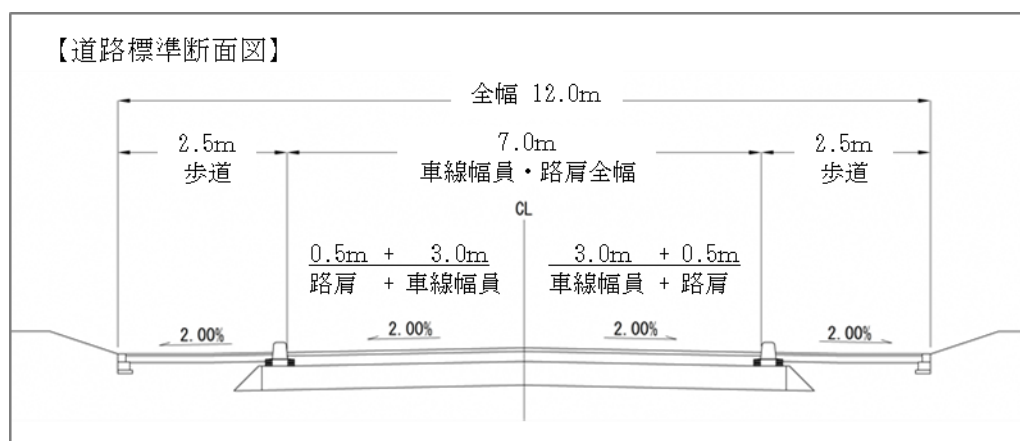 【道路標準断面図】
全幅 12.0m
2.5m 7.0m 2.5m
歩道 車線幅員・路肩全幅 歩道
CL
0.5m + 3.0m 3.0m + 0.5m
路肩 + 車線幅員 車線幅員 + 路肩
2.00% 2.00% 2.00% 2.00%